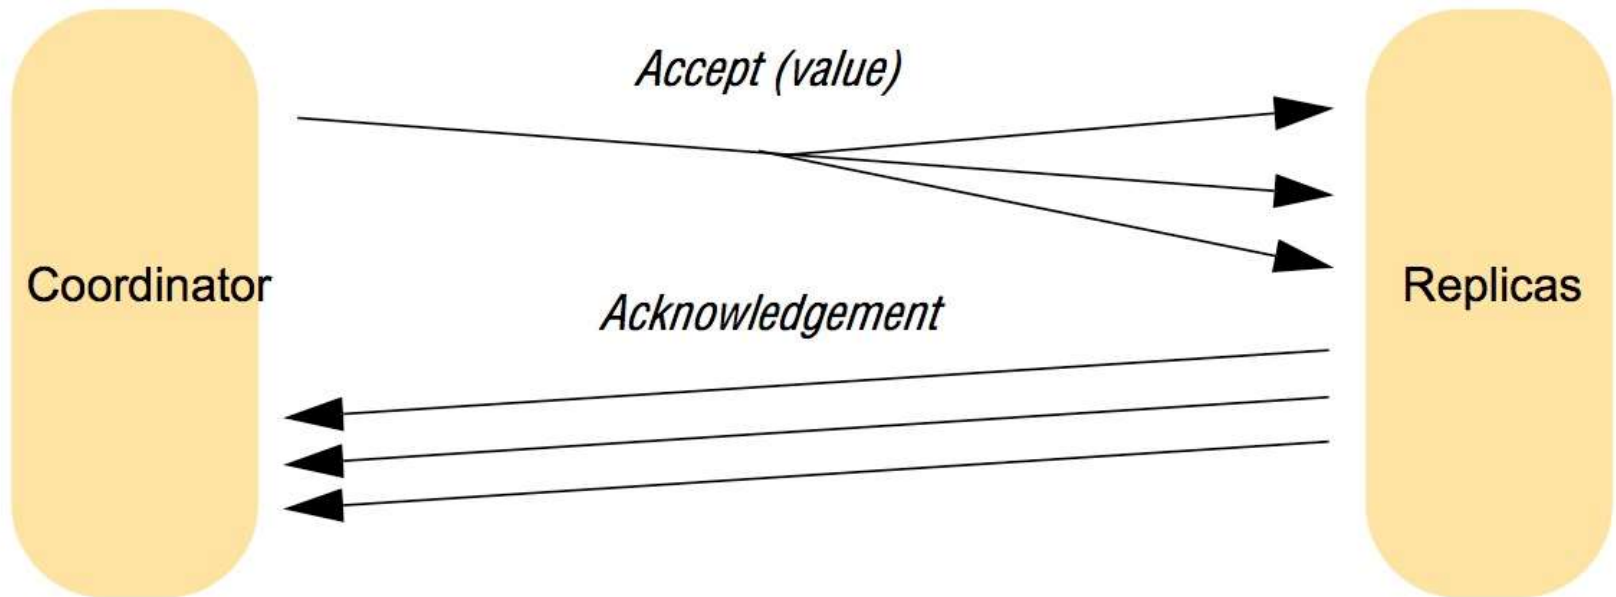 Accept (value)
Coordinator
Replicas
Acknowledgement